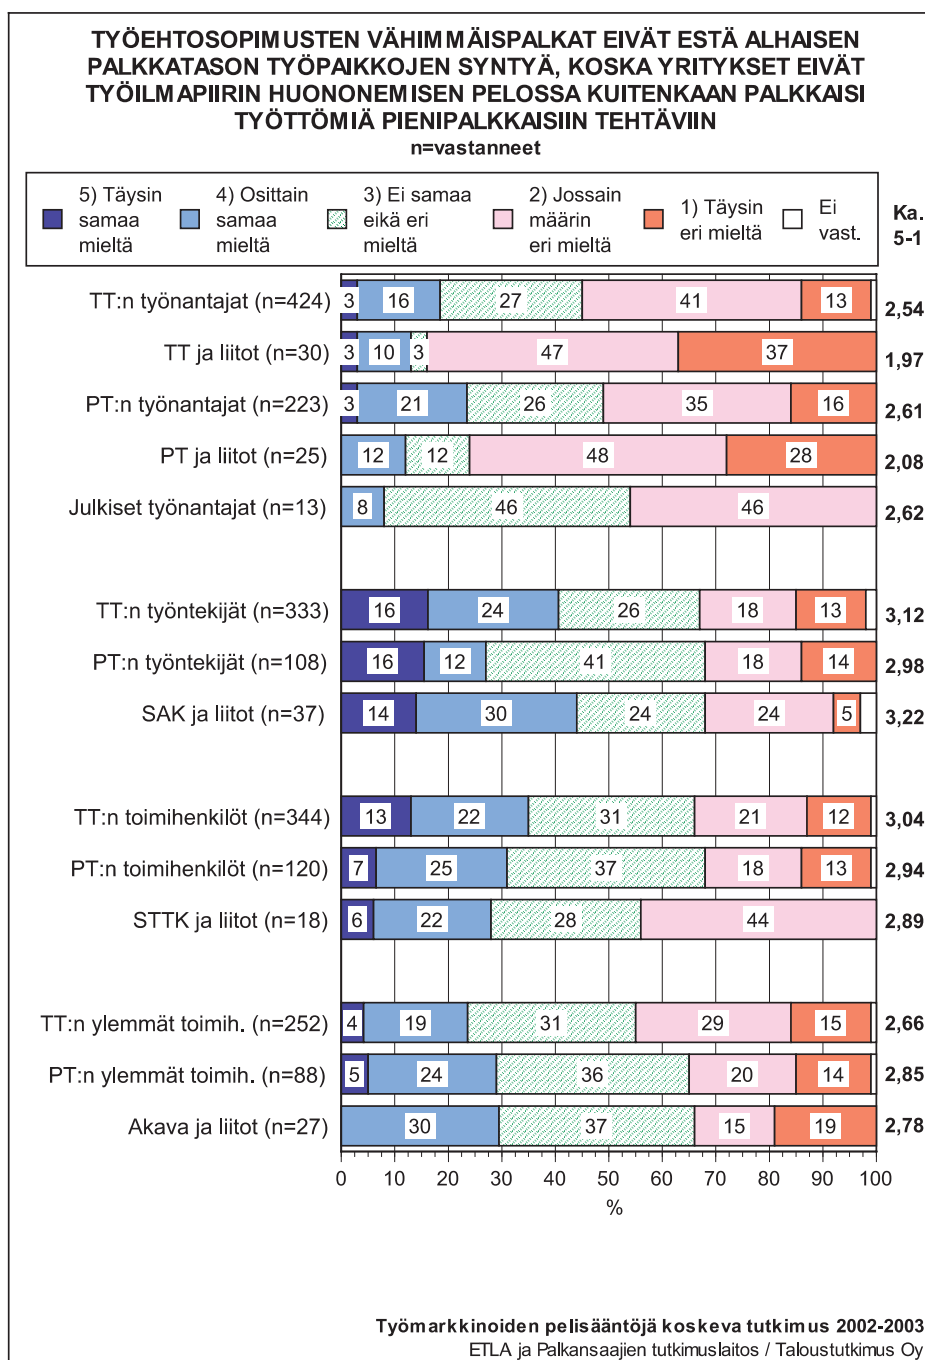 TYÖEHTOSOPIMUSTEN VÄHIMMÄISPALKAT EIVÄT ESTÄ ALHAISEN
PALKKATASON TYÖPAIKKOJEN SYNTYÄ, KOSKA YRITYKSET EIVÄT
TYÖILMAPIIRIN HUONONEMISEN PELOSSA KUITENKAAN PALKKAISI
TYÖTTÖMIÄ PIENIPALKKAISIIN TEHTÄVIIN
n=vastanneet
5) Täysin samaa mieltä
4) Osittain samaa mieltä
3) Ei samaa eikä eri mieltä
2) Jossain määrin eri mieltä
1) Täysin eri mieltä
Ei vast.
Ka. 5-1
TT:n työnantajat (n=424) 3 16 27 41 13 2,54
TT ja liitot (n=30) 3 10 3 47 37 1,97
PT:n työnantajat (n=223) 3 21 26 35 16 2,61
PT ja liitot (n=25) 12 12 48 28 2,08
Julkiset työnantajat (n=13) 8 46 46 2,62
TT:n työntekijät (n=333) 16 24 26 18 13 3,12
PT:n työntekijät (n=108) 16 12 41 18 14 2,98
SAK ja liitot (n=37) 14 30 24 24 5 3,22
TT:n toimihenkilöt (n=344) 13 22 31 21 12 3,04
PT:n toimihenkilöt (n=120) 7 25 37 18 13 2,94
STTK ja liitot (n=18) 6 22 28 44 2,89
TT:n ylemmät toimih. (n=252) 4 19 31 29 15 2,66
PT:n ylemmät toimih. (n=88) 5 24 36 20 14 2,85
Akava ja liitot (n=27) 30 37 15 19 2,78
0 10 20 30 40 50 60 70 80 90 100
%
Työmarkkinoiden pelisääntöjä koskeva tutkimus 2002-2003
ETLA ja Palkansaajien tutkimuslaitos / Taloustutkimus Oy